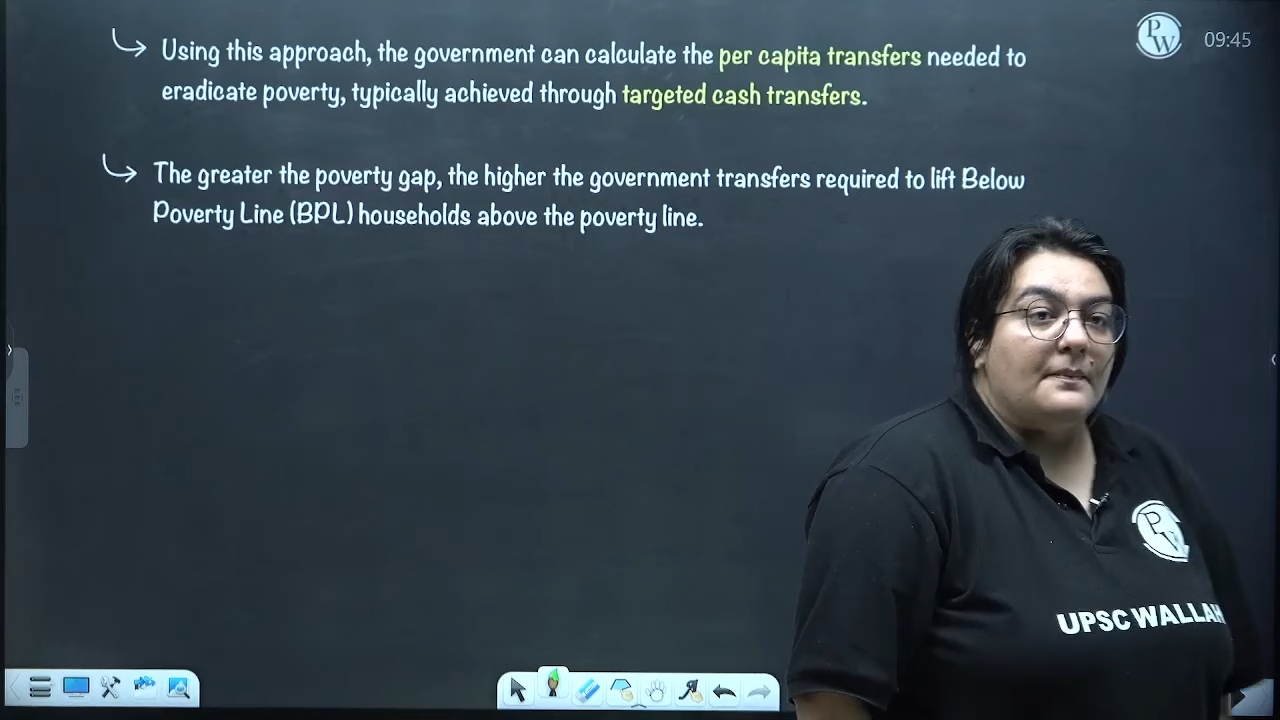 Using this approach, the government can calculate the per capita transfers needed to
eradicate poverty, typically achieved through targeted cash transfers.
The greater the poverty gap, the higher the government transfers required to lift Below
Poverty Line (BPL) households above the poverty line.
PW
09:45
PW
UPSC WALLAH